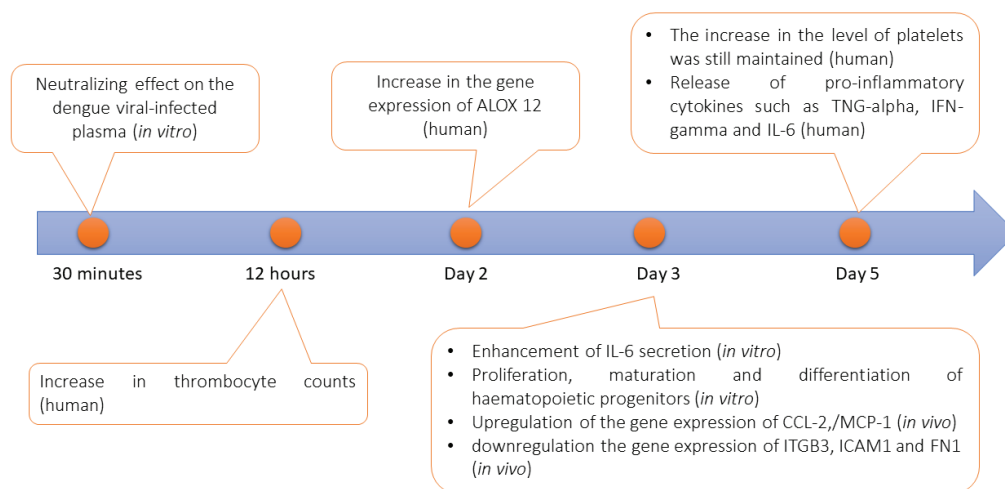 Neutralizing effect on the
dengue viral-infected
plasma (in vitro)
Increase in the gene
expression of ALOX 12
(human)
• The increase in the level of platelets
was still maintained (human)
• Release of pro-inflammatory
cytokines such as TNG-alpha, IFN-
gamma and IL-6 (human)
30 minutes
12 hours
Day 2
Day 3
Day 5
Increase in thrombocyte counts
(human)
• Enhancement of IL-6 secretion (in vitro)
• Proliferation, maturation and differentiation of
haematopoietic progenitors (in vitro)
• Upregulation of the gene expression of CCL-2,/MCP-1 (in vivo)
• downregulation the gene expression of ITGB3, ICAM1 and FN1
(in vivo)